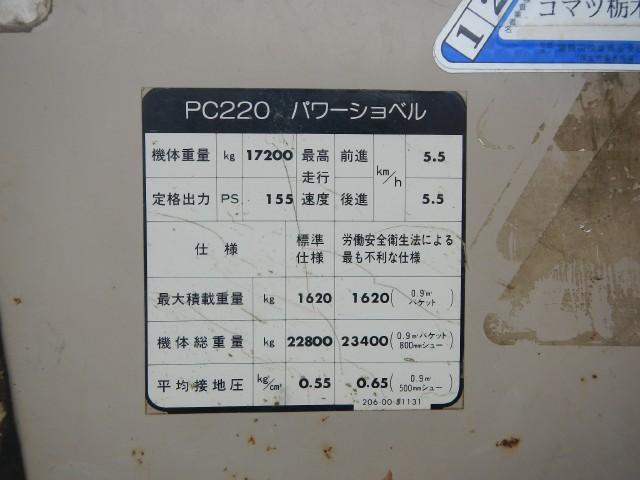 12
コマツ栃木
PC220 パワーショベル
機体重量 kg 17200 最高走行速度 前進 km/h 5.5
定格出力 PS 155 後進 5.5
仕様 標準仕様 労働安全衛生法による最も不利な仕様
最大積載重量 kg 1620 1620 (0.9㎥バケット)
機体総重量 kg 22800 23400 (0.9㎥バケット 800mmシュー)
平均接地圧 kg/cm² 0.55 0.65 (0.9㎥ 500mmシュー)
206-00-S1131